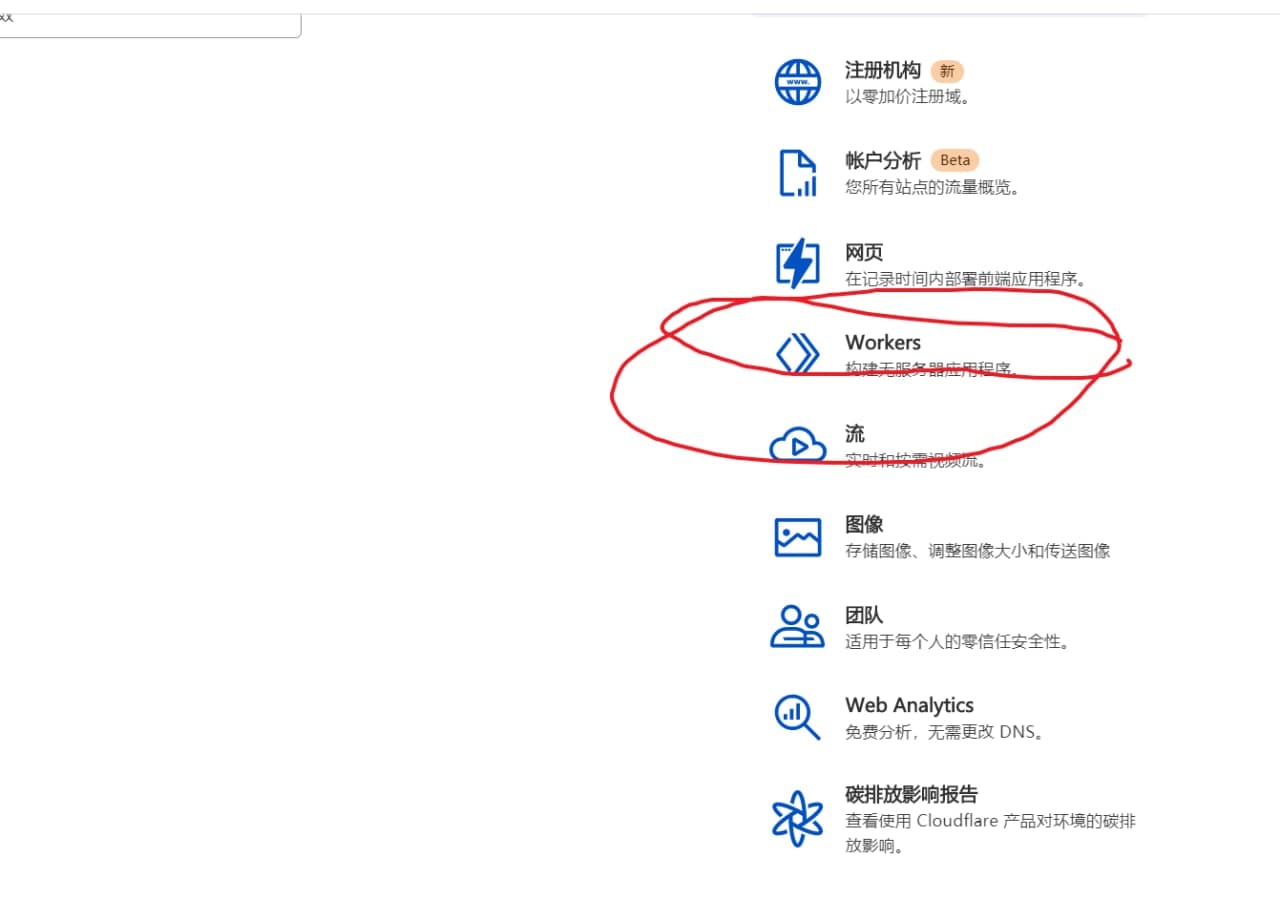 www.
注册机构 新
以零加价注册域。
帐户分析 Beta
您所有站点的流量概览。
网页
在记录时间内部署前端应用程序。
Workers
构建无服务器应用程序。
流
实时和按需视频流。
图像
存储图像、调整图像大小和传送图像
团队
适用于每个人的零信任安全性。
Web Analytics
免费分析，无需更改 DNS。
碳排放影响报告
查看使用 Cloudflare 产品对环境的碳排
放影响。